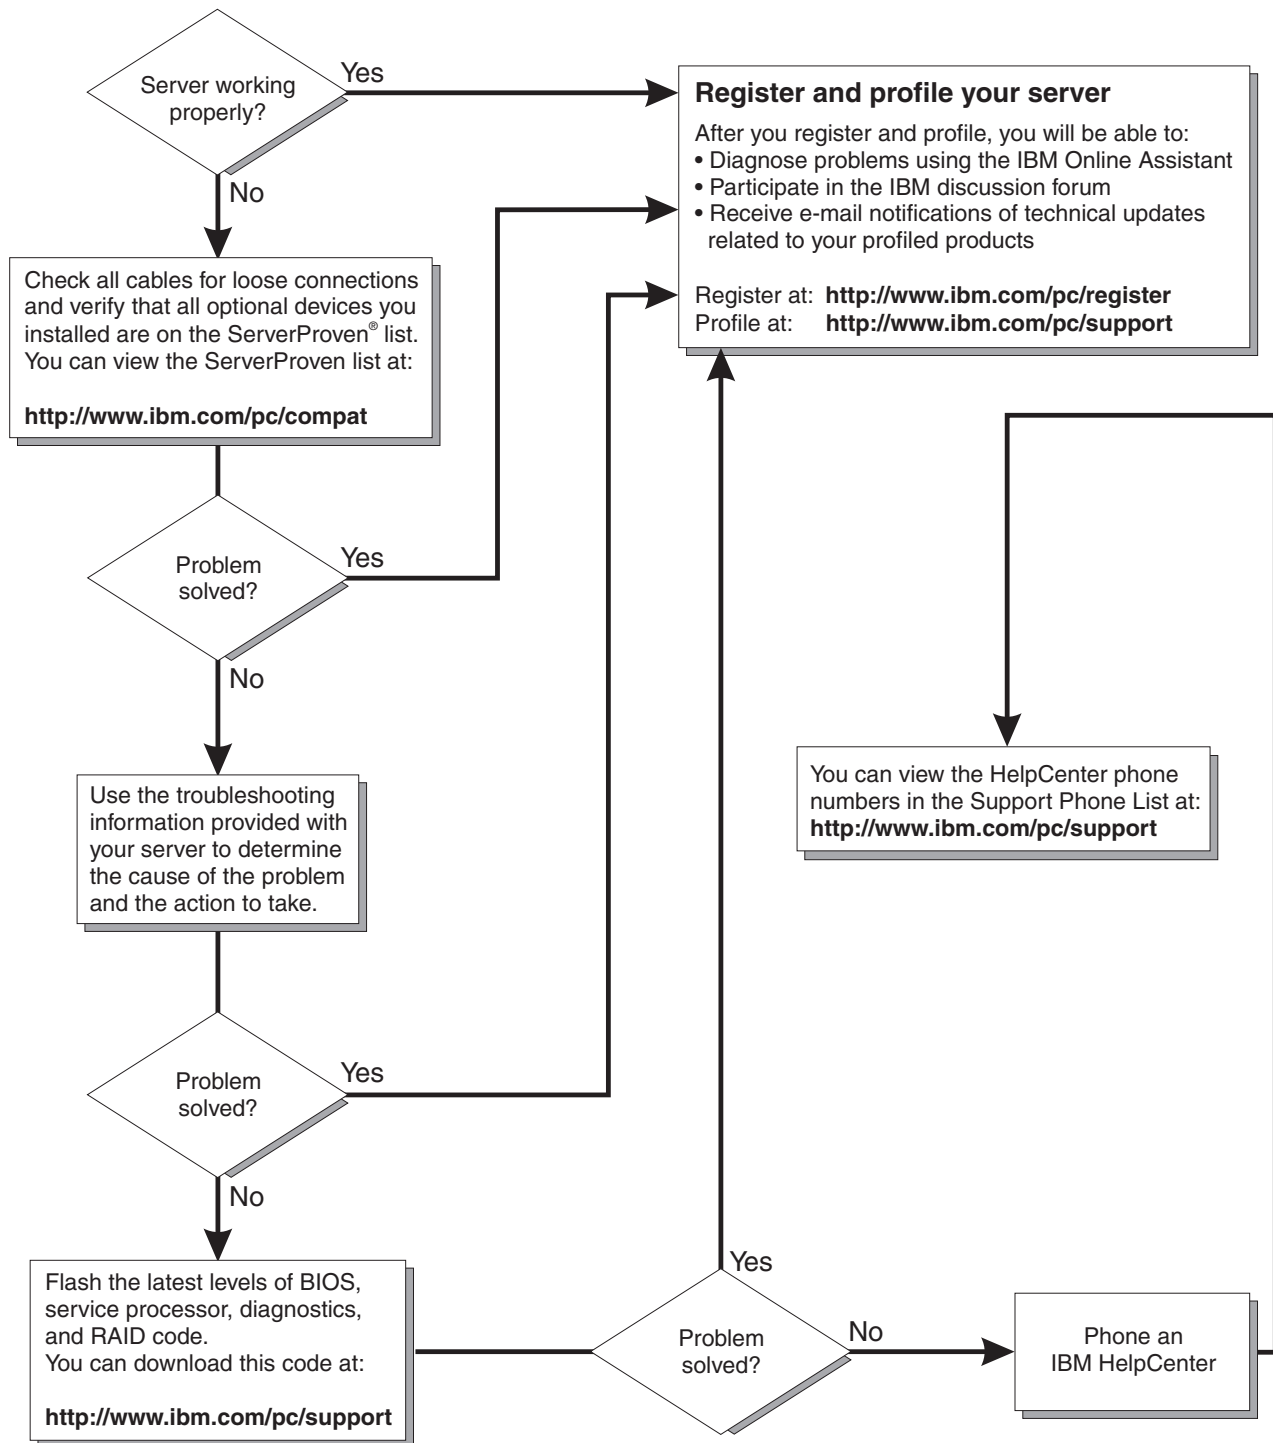 Server working
properly?
Yes
No
Register and profile your server
After you register and profile, you will be able to:
• Diagnose problems using the IBM Online Assistant
• Participate in the IBM discussion forum
• Receive e-mail notifications of technical updates
related to your profiled products
Register at: http://www.ibm.com/pc/register
Profile at: http://www.ibm.com/pc/support
Check all cables for loose connections
and verify that all optional devices you
installed are on the ServerProven® list.
You can view the ServerProven list at:
http://www.ibm.com/pc/compat
Problem
solved?
Yes
No
Use the troubleshooting
information provided with
your server to determine
the cause of the problem
and the action to take.
You can view the HelpCenter phone
numbers in the Support Phone List at:
http://www.ibm.com/pc/support
Problem
solved?
Yes
No
Flash the latest levels of BIOS,
service processor, diagnostics,
and RAID code.
You can download this code at:
http://www.ibm.com/pc/support
Problem
solved?
Yes
No
Phone an
IBM HelpCenter